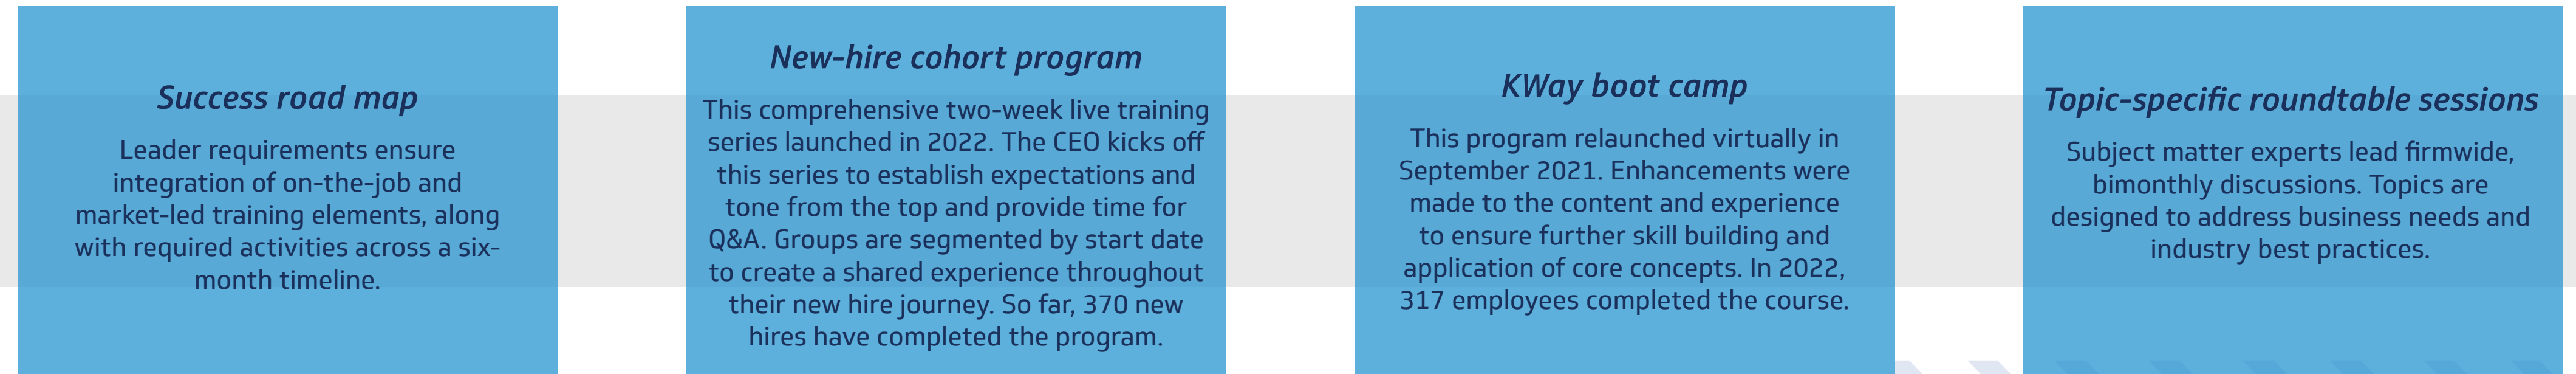 Success road map
Leader requirements ensure
integration of on-the-job and
market-led training elements, along
with required activities across a six-
month timeline.
New-hire cohort program
This comprehensive two-week live training
series launched in 2022. The CEO kicks off
this series to establish expectations and
tone from the top and provide time for
Q&A. Groups are segmented by start date
to create a shared experience throughout
their new hire journey. So far, 370 new
hires have completed the program.
KWay boot camp
This program relaunched virtually in
September 2021. Enhancements were
made to the content and experience
to ensure further skill building and
application of core concepts. In 2022,
317 employees completed the course.
Topic-specific roundtable sessions
Subject matter experts lead firmwide,
bimonthly discussions. Topics are
designed to address business needs and
industry best practices.